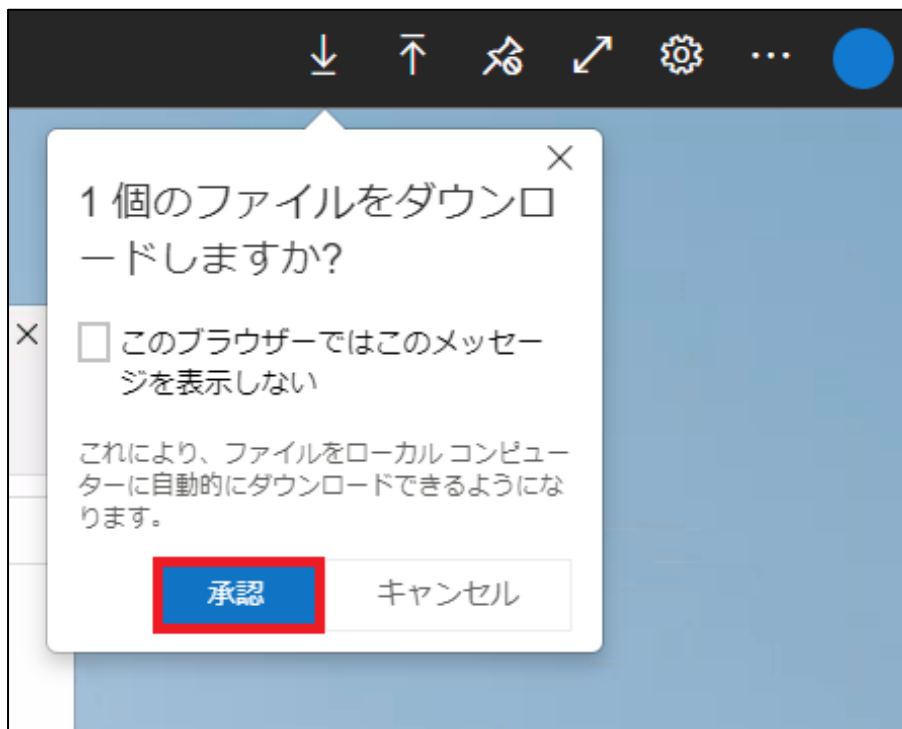 1 個のファイルをダウンロ
ードしますか?
このブラウザーではこのメッセー
ジを表示しない
これにより、ファイルをローカル コンピュー
ターに自動的にダウンロードできるようにな
ります。
承認 キャンセル